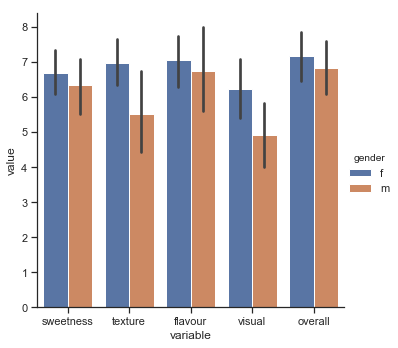 8
7
6
5
4
3
2
1
0
value
sweetness texture flavour visual overall
variable
gender
f
m